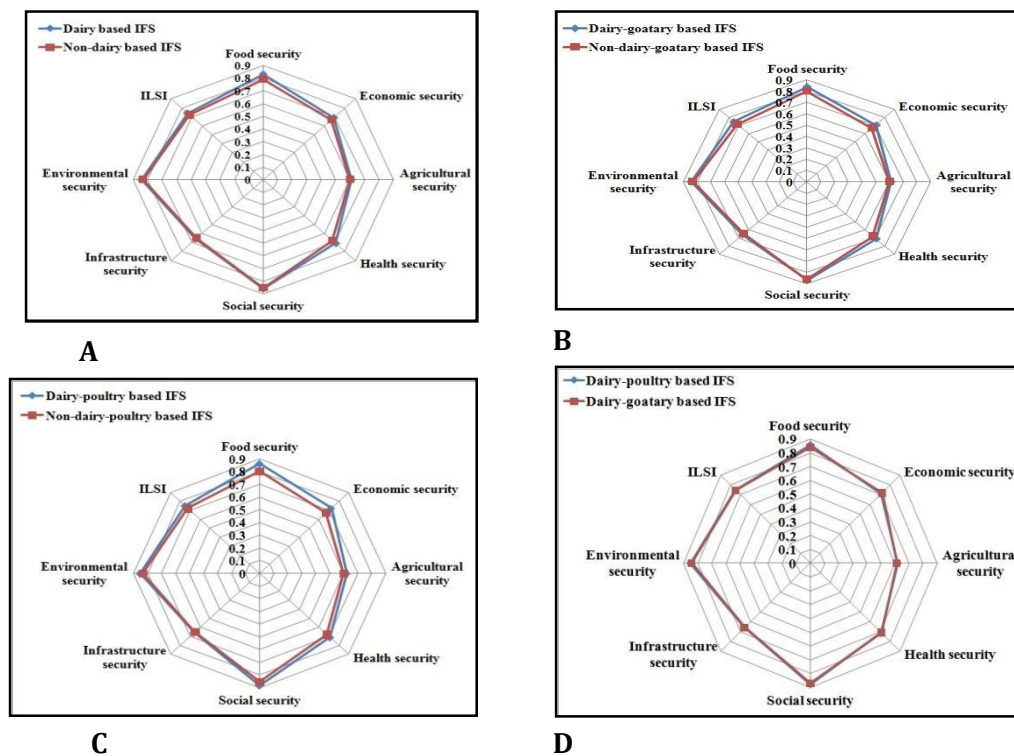 Dairy based IFS
Non-dairy based IFS
Food security
0.9
0.8
0.7
0.6
0.5
0.4
0.3
0.2
0.1
0
Economic security
Agricultural
security
Health security
Social security
Infrastructure
security
Environmental
security
ILSI
A
Dairy-goatary based IFS
Non-dairy-goatary based IFS
Food security
0.9
0.8
0.7
0.6
0.5
0.4
0.3
0.2
0.1
0
Economic security
Agricultural
security
Health security
Social security
Infrastructure
security
Environmental
security
ILSI
B
Dairy-poultry based IFS
Non-dairy-poultry based IFS
Food security
0.9
0.8
0.7
0.6
0.5
0.4
0.3
0.2
0.1
0
Economic security
Agricultural
security
Health security
Social security
Infrastructure
security
Environmental
security
ILSI
C
Dairy-poultry based IFS
Dairy-goatary based IFS
Food security
0.9
0.8
0.7
0.6
0.5
0.4
0.3
0.2
0.1
0
Economic security
Agricultural
security
Health security
Social security
Infrastructure
security
Environmental
security
ILSI
D